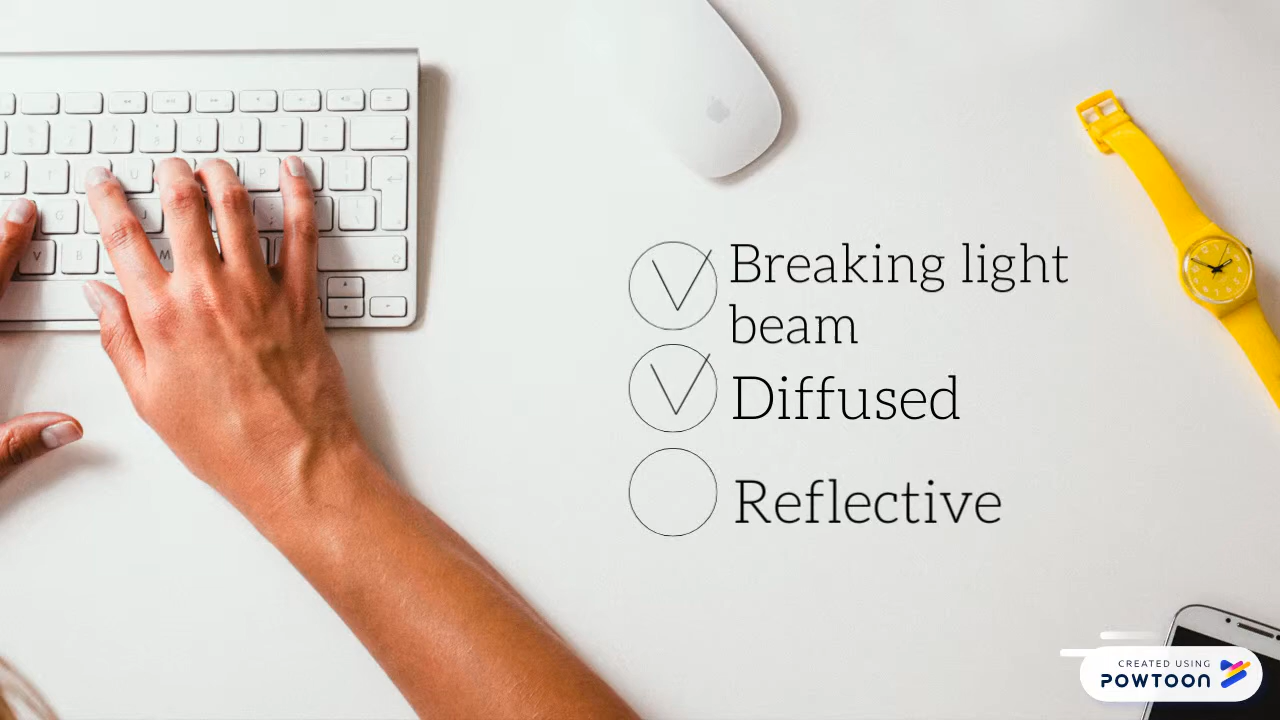 Breaking light
beam
Diffused
Reflective
CREATED USING
POWTOON